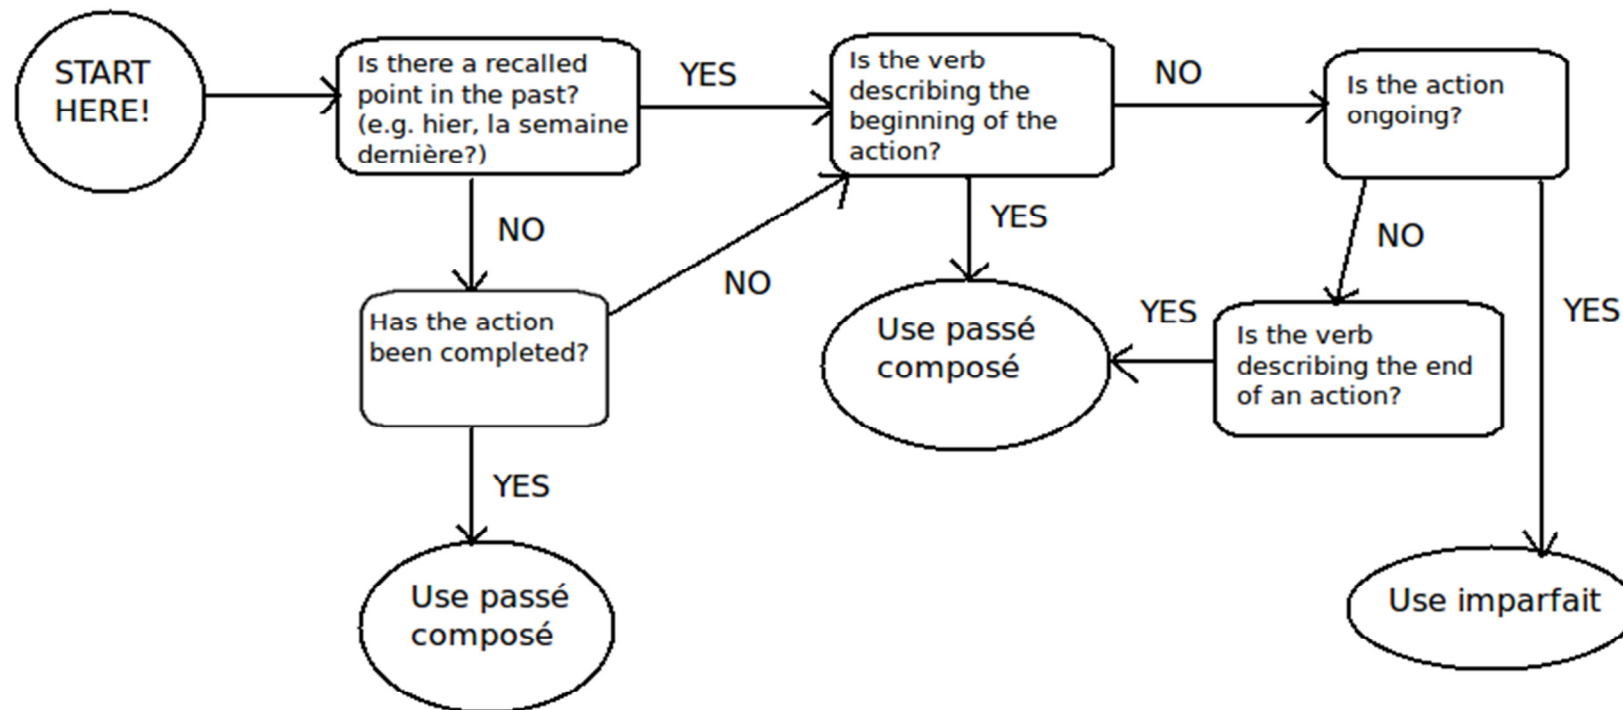 START
HERE!
Is there a recalled
point in the past?
(e.g. hier, la semaine
dernière?)
YES
Is the verb
describing the
beginning of the
action?
NO
Is the action
ongoing?
NO
Has the action
been completed?
NO
YES
Use passé
composé
NO
YES
Is the verb
describing the end
of an action?
YES
Use imparfait
YES
Use passé
composé